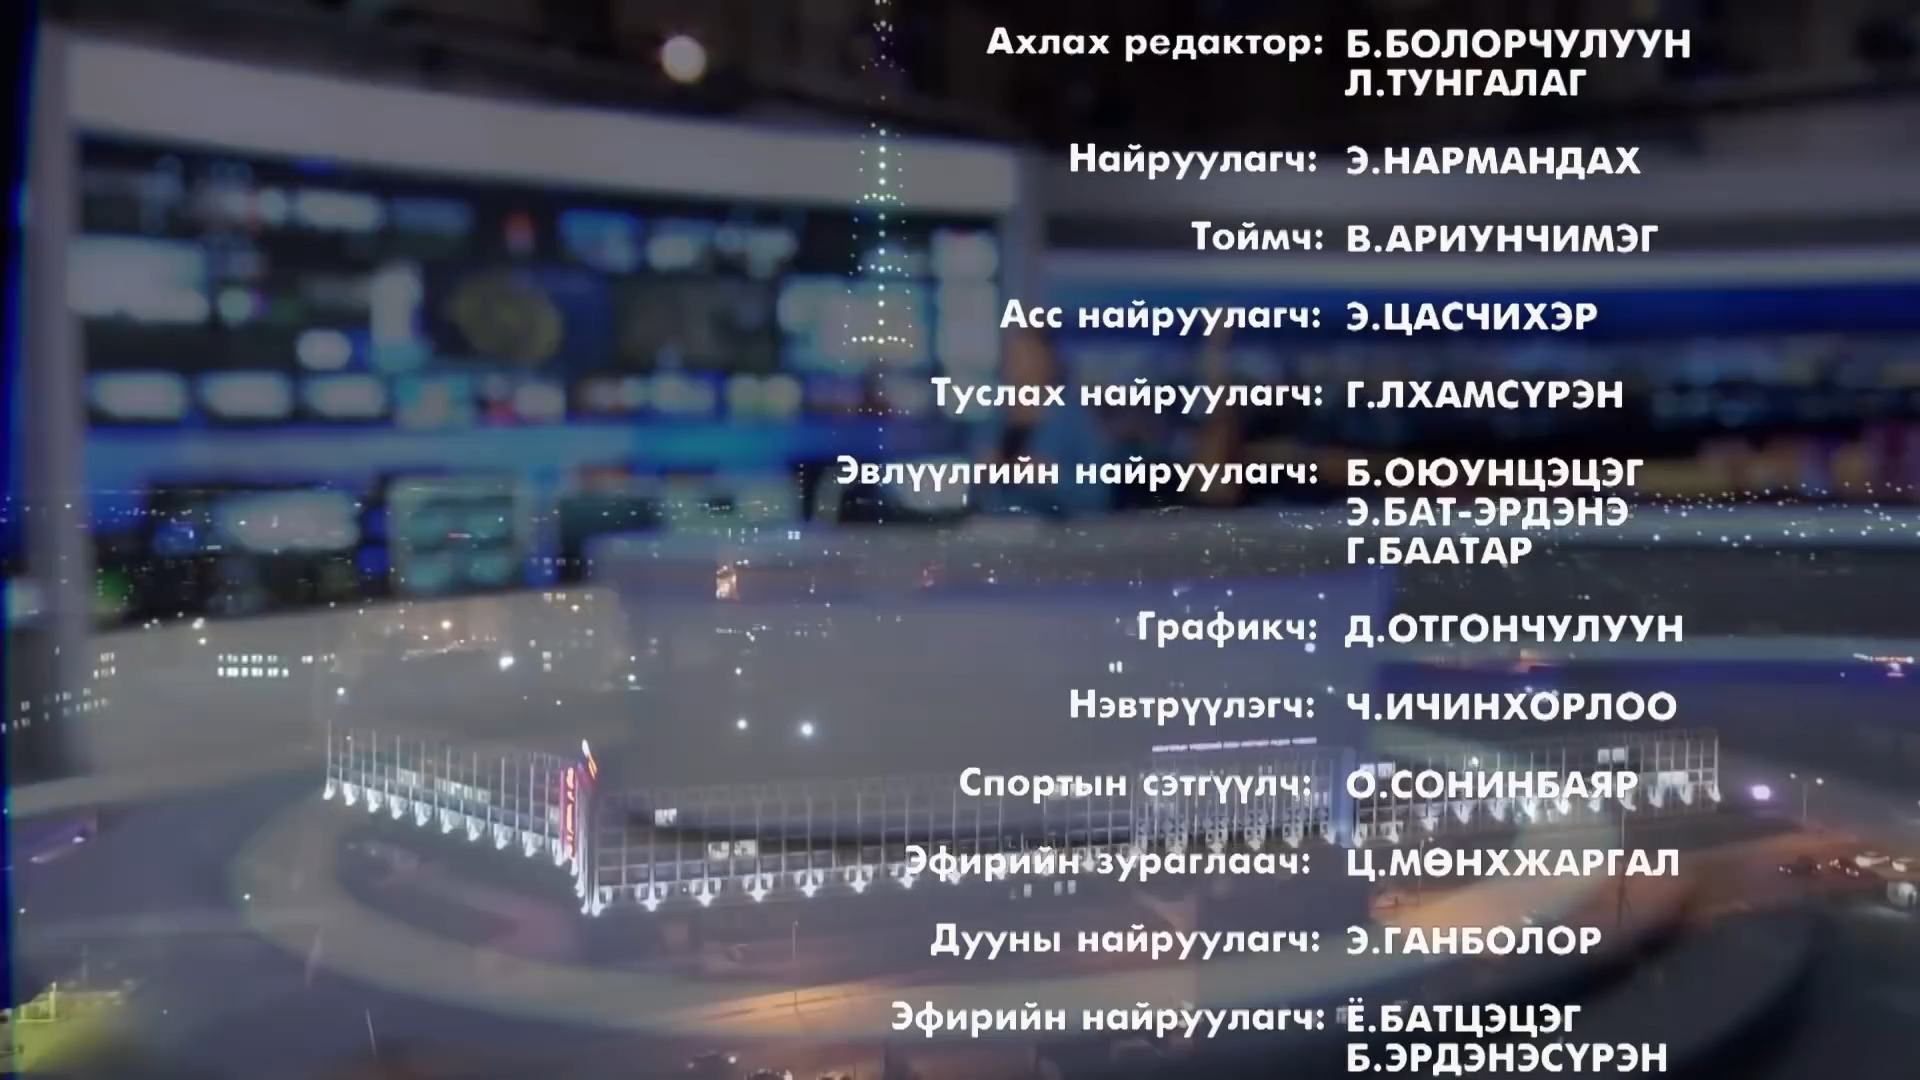 Ахлах редактор: Б.БОЛОРЧУЛУУН
Л.ТУНГАЛАГ
Найруулагч: Э.НАРМАНДАХ
Тоймч: В.АРИУНЧИМЭГ
Асс найруулагч: Э.ЦАСЧИХЭР
Туслах найруулагч: Г.ЛХАМСҮРЭН
Эвлүүлгийн найруулагч: Б.ОЮУНЦЭЦЭГ
Э.БАТ-ЭРДЭНЭ
Г.БААТАР
Графикч: Д.ОТГОНЧУЛУУН
Нэвтрүүлэгч: Ч.ИЧИНХОРЛОО
Спортын сэтгүүлч: О.СОНИНБАЯР
Эфирийн зураглаач: Ц.МӨНХЖАРГАЛ
Дууны найруулагч: Э.ГАНБОЛОР
Эфирийн найруулагч: Ё.БАТЦЭЦЭГ
Б.ЭРДЭНЭСҮРЭН